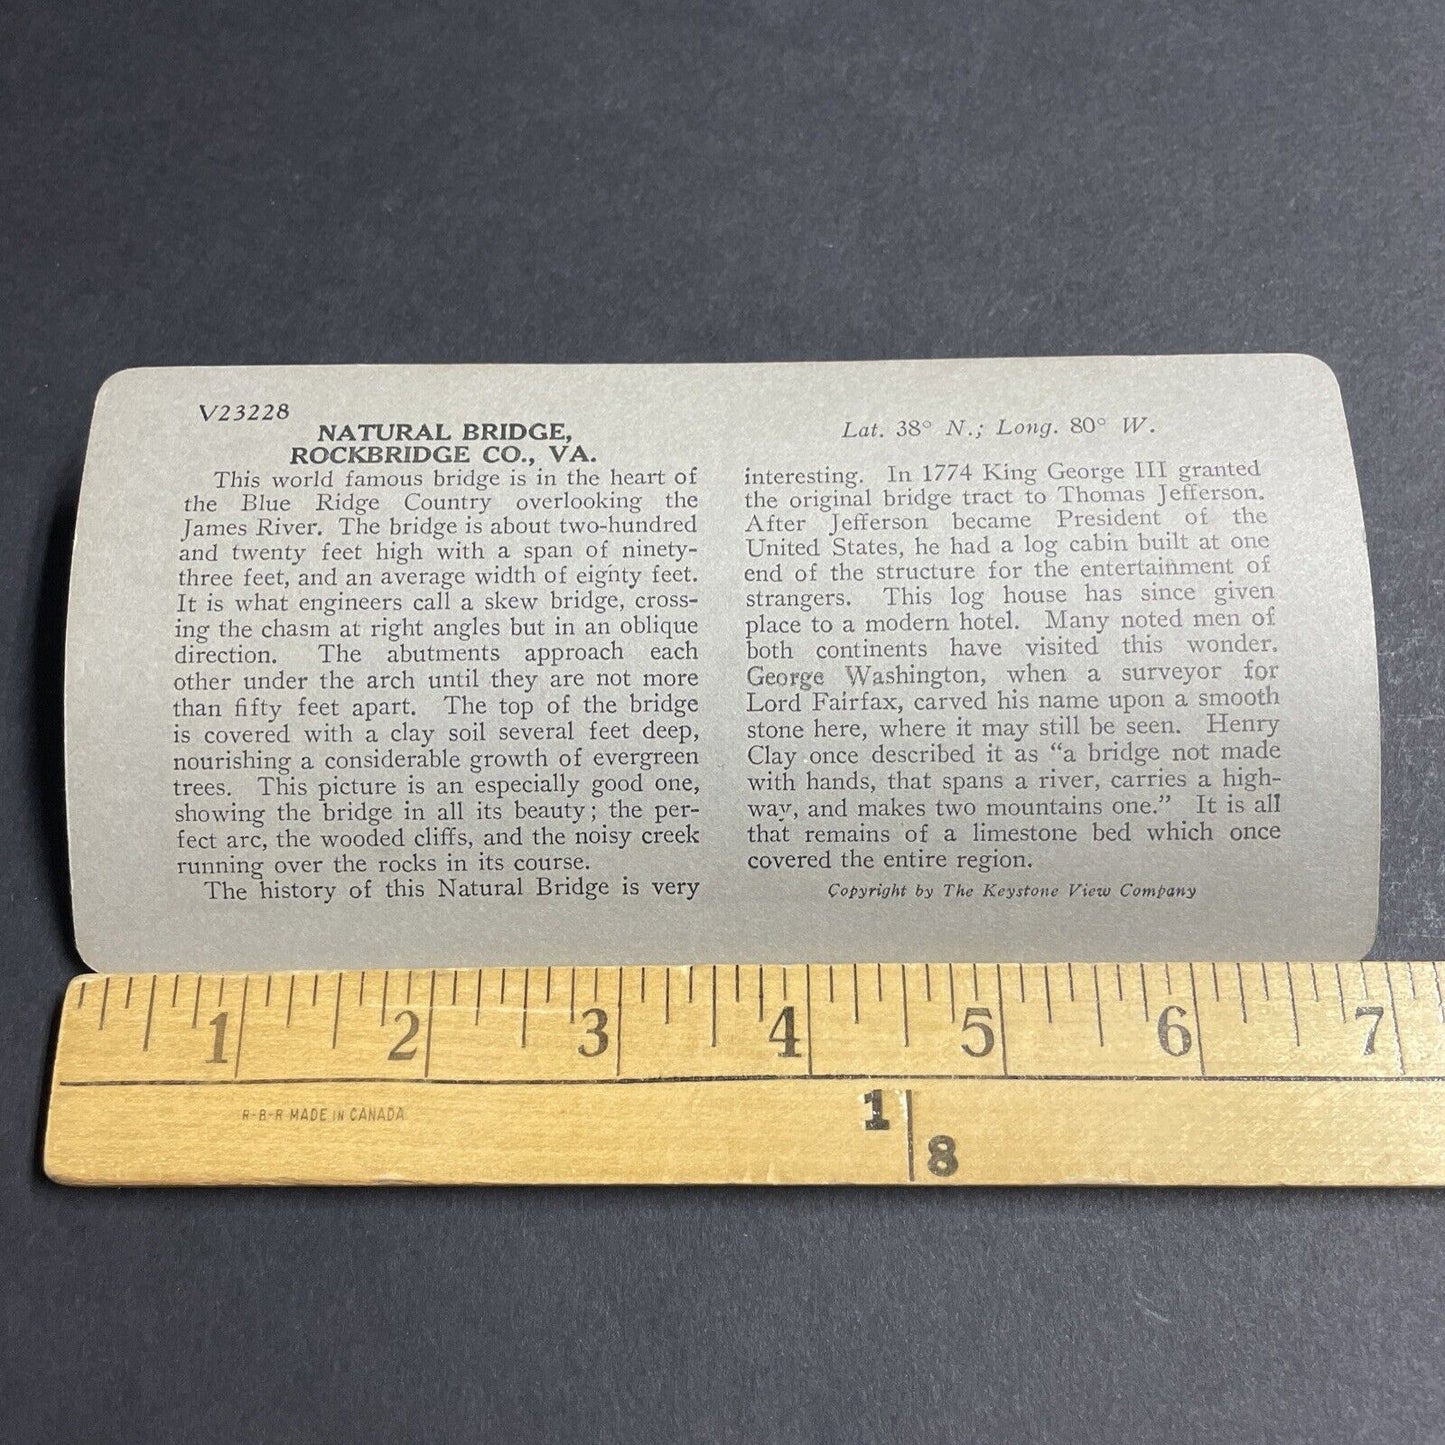 V23228
NATURAL BRIDGE,
ROCKBRIDGE CO., VA.
This world famous bridge is in the heart of
the Blue Ridge Country overlooking the
James River. The bridge is about two-hundred
and twenty feet high with a span of ninety-
three feet, and an average width of eighty feet.
It is what engineers call a skew bridge, cross-
ing the chasm at right angles but in an oblique
direction. The abutments approach each
other under the arch until they are not more
than fifty feet apart. The top of the bridge
is covered with a clay soil several feet deep,
nourishing a considerable growth of evergreen
trees. This picture is an especially good one,
showing the bridge in all its beauty; the per-
fect arc, the wooded cliffs, and the noisy creek
running over the rocks in its course.
The history of this Natural Bridge is very
Lat. 38° N.; Long. 80° W.
interesting. In 1774 King George III granted
the original bridge tract to Thomas Jefferson.
After Jefferson became President of the
United States, he had a log cabin built at one
end of the structure for the entertainment of
strangers. This log house has since given
place to a modern hotel. Many noted men of
both continents have visited this wonder.
George Washington, when a surveyor for
Lord Fairfax, carved his name upon a smooth
stone here, where it may still be seen. Henry
Clay once described it as "a bridge not made
with hands, that spans a river, carries a high-
way, and makes two mountains one." It is all
that remains of a limestone bed which once
covered the entire region.
Copyright by The Keystone View Company
1 2 3 4 5 6 7
R-B-R MADE IN CANADA
1
8